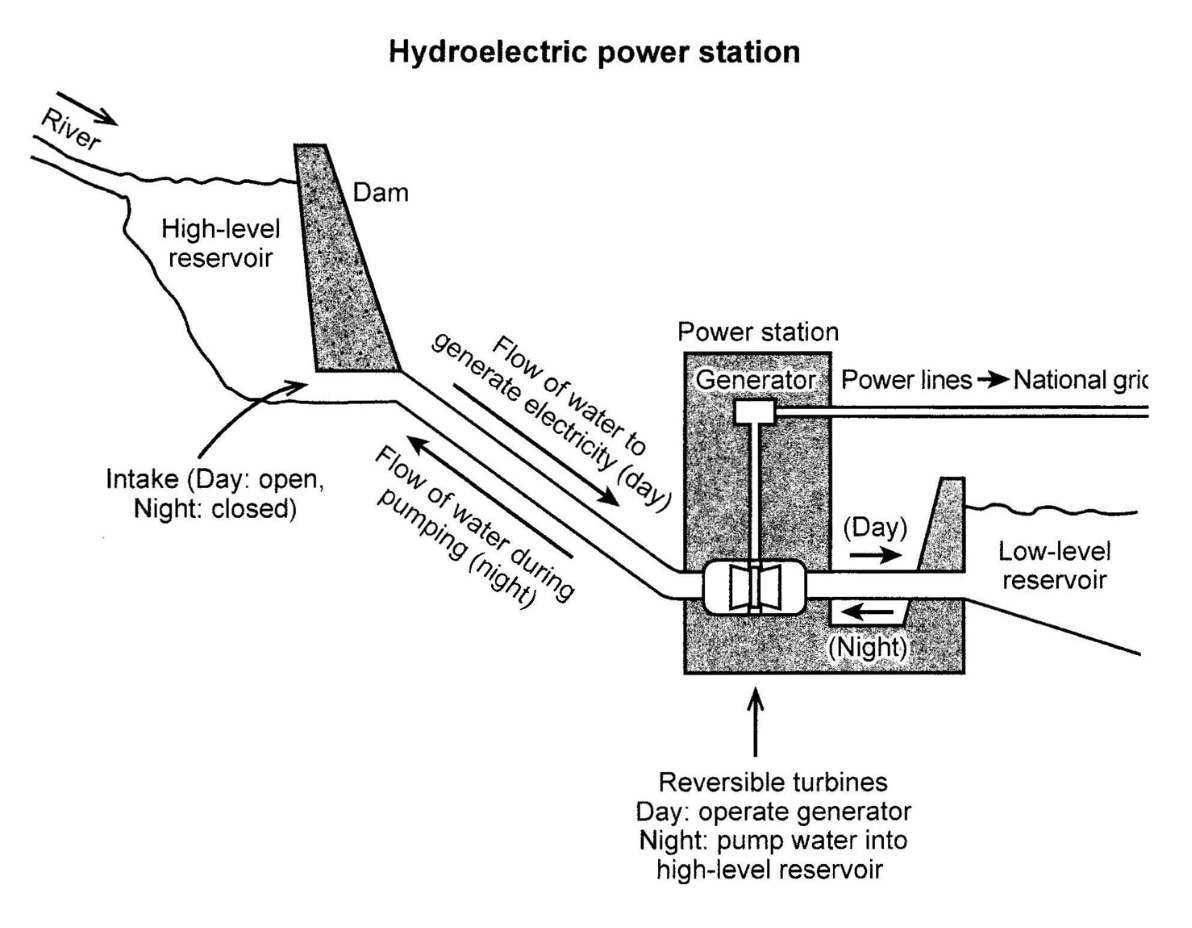 Hydroelectric power station
River
Dam
High-level
reservoir
Flow of water to
generate electricity (day)
Power station
Generator
Power lines → National grid
Intake (Day: open,
Night: closed)
Flow of water during
pumping (night)
(Day)
Low-level
reservoir
(Night)
Reversible turbines
Day: operate generator
Night: pump water into
high-level reservoir